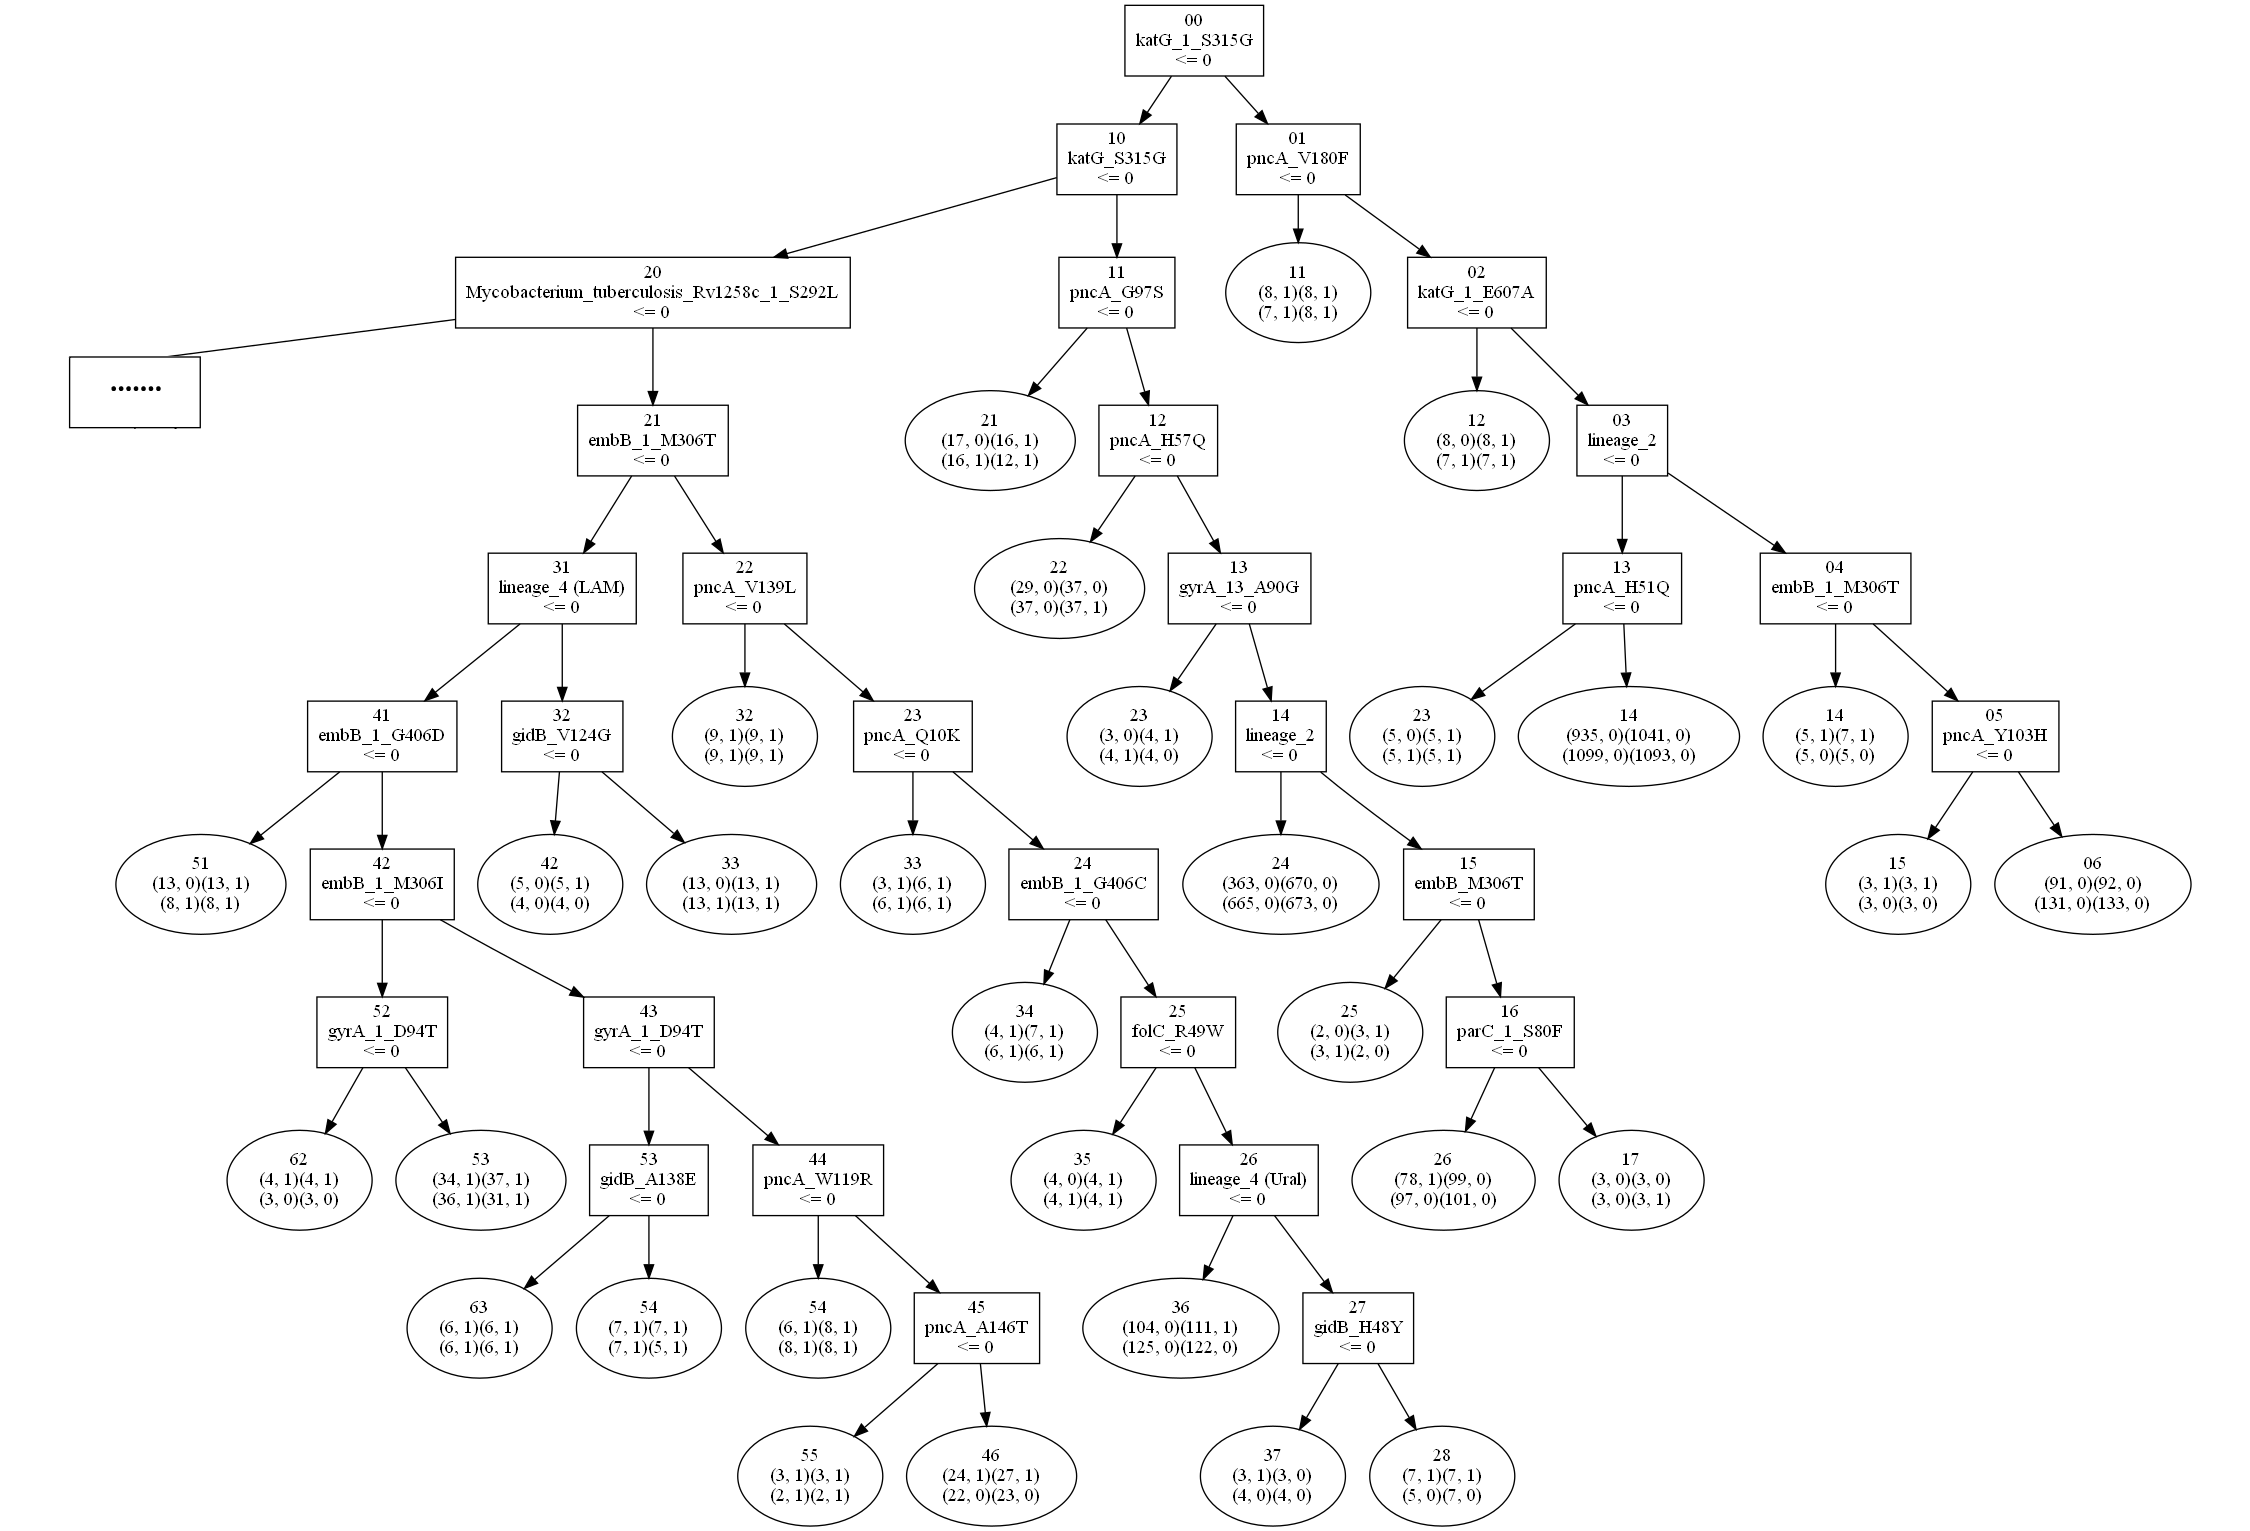 00
katG_1_S315G
<= 0
10
katG_S315G
<= 0
01
pncA_V180F
<= 0
20
Mycobacterium_tuberculosis_Rv1258c_1_S292L
<= 0
11
pncA_G97S
<= 0
11
(8, 1)(8, 1)
(7, 1)(8, 1)
02
katG_1_E607A
<= 0
.......
21
embB_1_M306T
<= 0
21
(17, 0)(16, 1)
(16, 1)(12, 1)
12
pncA_H57Q
<= 0
12
(8, 0)(8, 1)
(7, 1)(7, 1)
03
lineage_2
<= 0
31
lineage_4 (LAM)
<= 0
22
pncA_V139L
<= 0
22
(29, 0)(37, 0)
(37, 0)(37, 1)
13
gyrA_13_A90G
<= 0
13
pncA_H51Q
<= 0
04
embB_1_M306T
<= 0
41
embB_1_G406D
<= 0
32
gidB_V124G
<= 0
32
(9, 1)(9, 1)
(9, 1)(9, 1)
23
pncA_Q10K
<= 0
23
(3, 0)(4, 1)
(4, 1)(4, 0)
14
lineage_2
<= 0
23
(5, 0)(5, 1)
(5, 1)(5, 1)
14
(935, 0)(1041, 0)
(1099, 0)(1093, 0)
14
(5, 1)(7, 1)
(5, 0)(5, 0)
05
pncA_Y103H
<= 0
51
(13, 0)(13, 1)
(8, 1)(8, 1)
42
embB_1_M306I
<= 0
42
(5, 0)(5, 1)
(4, 0)(4, 0)
33
(13, 0)(13, 1)
(13, 1)(13, 1)
33
(3, 1)(6, 1)
(6, 1)(6, 1)
24
embB_1_G406C
<= 0
24
(363, 0)(670, 0)
(665, 0)(673, 0)
15
embB_M306T
<= 0
15
(3, 1)(3, 1)
(3, 0)(3, 0)
06
(91, 0)(92, 0)
(131, 0)(133, 0)
52
gyrA_1_D94T
<= 0
43
gyrA_1_D94T
<= 0
34
(4, 1)(7, 1)
(6, 1)(6, 1)
25
folC_R49W
<= 0
25
(2, 0)(3, 1)
(3, 1)(2, 0)
16
parC_1_S80F
<= 0
62
(4, 1)(4, 1)
(3, 0)(3, 0)
53
(34, 1)(37, 1)
(36, 1)(31, 1)
53
gidB_A138E
<= 0
44
pncA_W119R
<= 0
35
(4, 0)(4, 1)
(4, 1)(4, 1)
26
lineage_4 (Ural)
<= 0
26
(78, 1)(99, 0)
(97, 0)(101, 0)
17
(3, 0)(3, 0)
(3, 0)(3, 1)
63
(6, 1)(6, 1)
(6, 1)(6, 1)
54
(7, 1)(7, 1)
(7, 1)(5, 1)
54
(6, 1)(8, 1)
(8, 1)(8, 1)
45
pncA_A146T
<= 0
36
(104, 0)(111, 1)
(125, 0)(122, 0)
27
gidB_H48Y
<= 0
55
(3, 1)(3, 1)
(2, 1)(2, 1)
46
(24, 1)(27, 1)
(22, 0)(23, 0)
37
(3, 1)(3, 0)
(4, 0)(4, 0)
28
(7, 1)(7, 1)
(5, 0)(7, 0)